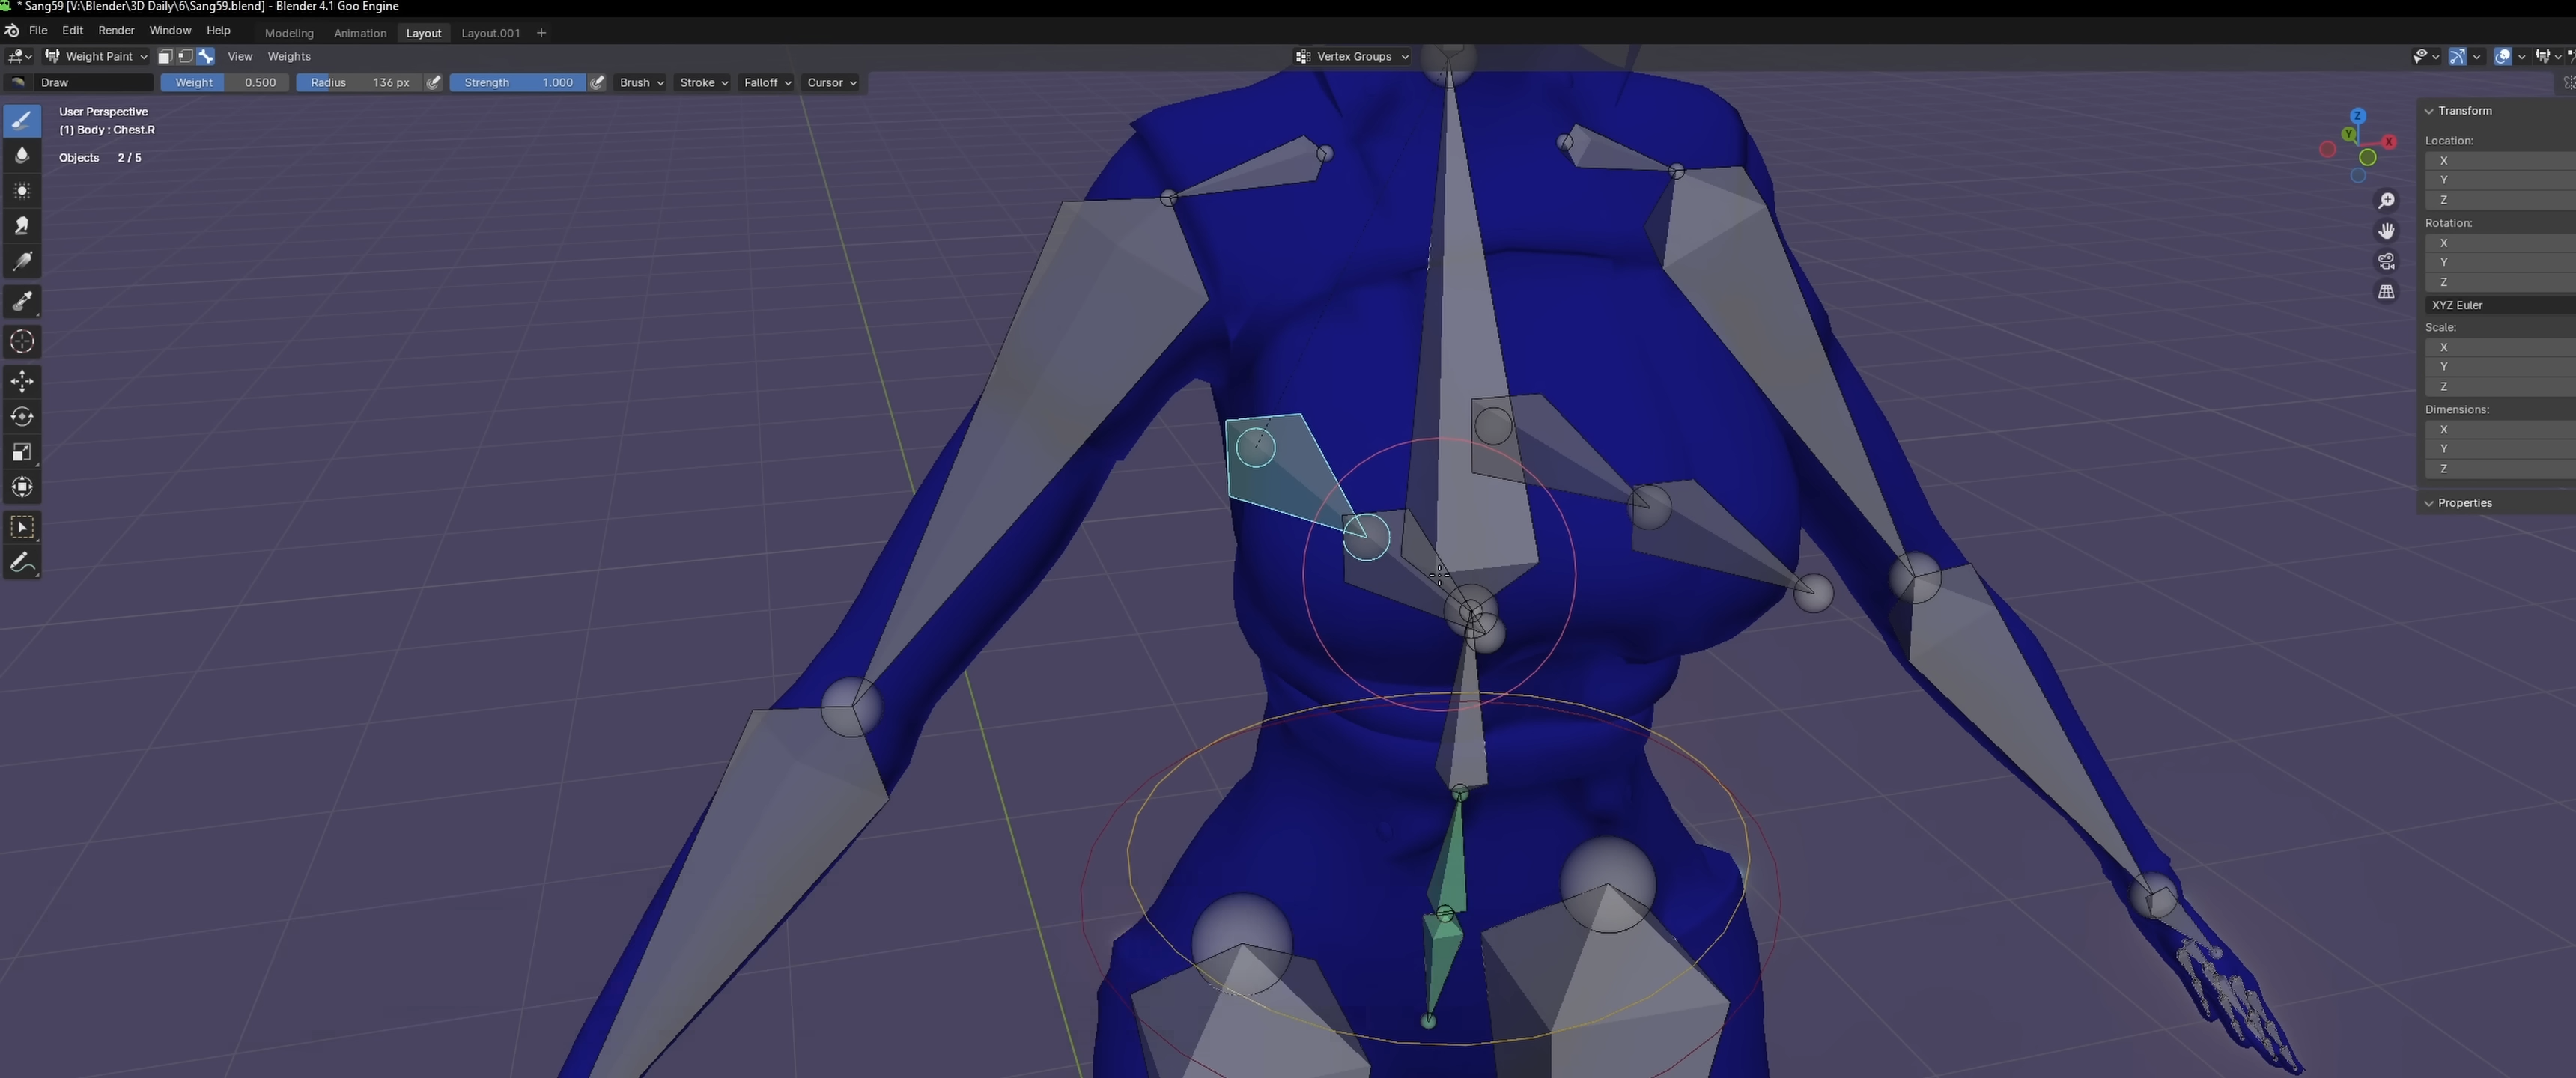 * Sang59 [V:\Blender\3D Daily\6\Sang59.blend] - Blender 4.1 Goo Engine
File Edit Render Window Help Modeling Animation Layout Layout.001 +
Weight Paint View Weights Vertex Groups
Draw Weight 0.500 Radius 136 px Strength 1.000 Brush Stroke Falloff Cursor
User Perspective
(1) Body : Chest.R
Objects 2 / 5
Z
Y
X
Transform
Location:
X
Y
Z
Rotation:
X
Y
Z
XYZ Euler
Scale:
X
Y
Z
Dimensions:
X
Y
Z
Properties